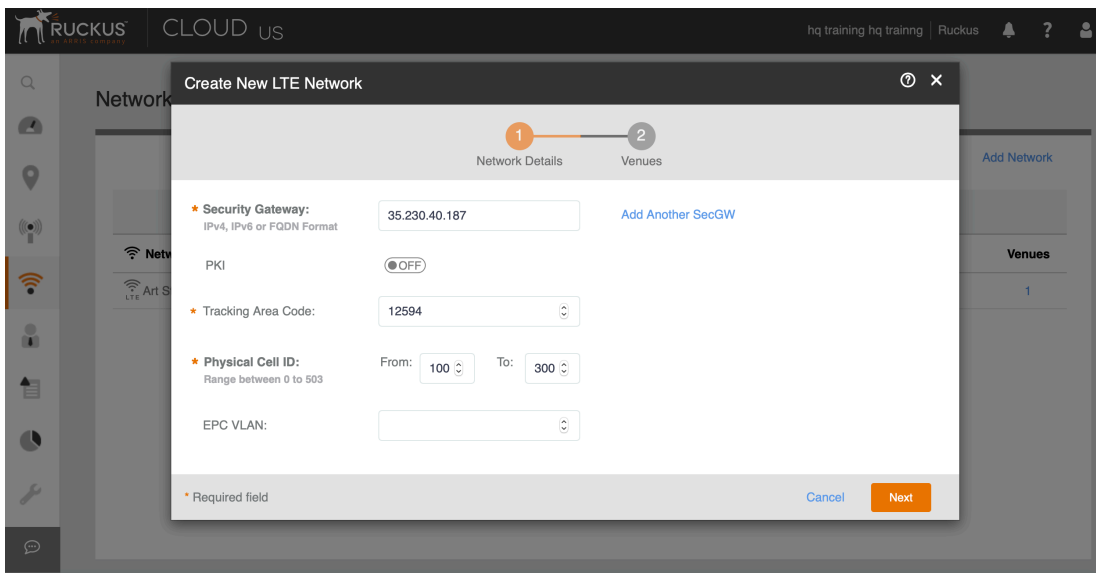 RUCKUS
an ARRIS company
CLOUD US
hq training hq trainng
Ruckus
?
Network
Create New LTE Network
1
2
Network Details
Venues
Add Network
* Security Gateway:
IPv4, IPv6 or FQDN Format
35.230.40.187
Add Another SecGW
PKI
OFF
* Tracking Area Code:
12594
* Physical Cell ID:
Range between 0 to 503
From:
100
To:
300
EPC VLAN:
Netw
Venues
LTE
Art S
1
* Required field
Cancel
Next